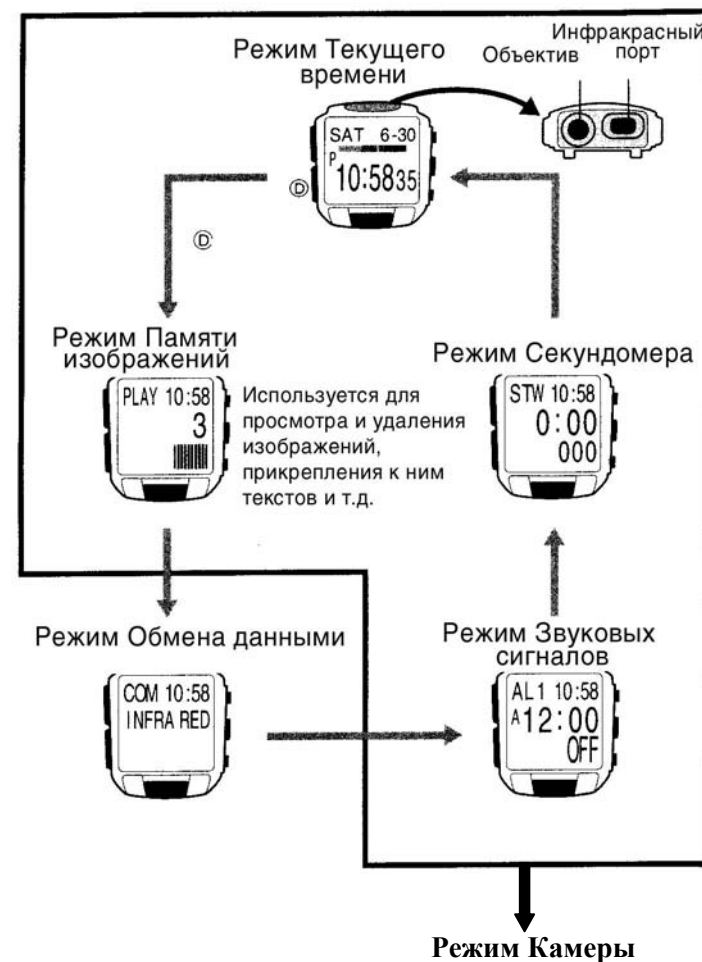 Режим Текущего
времени
Объектив
Инфракрасный
порт
SAT 6-30
P
10:58 35
D
D
Режим Памяти
изображений
PLAY 10:58
3
Используется для
просмотра и удаления
изображений,
прикрепления к ним
текстов и т.д.
Режим Секундомера
STW 10:58
0:00
000
Режим Обмена данными
COM 10:58
INFRA RED
Режим Звуковых
сигналов
AL1 10:58
A 12:00
OFF
Режим Камеры